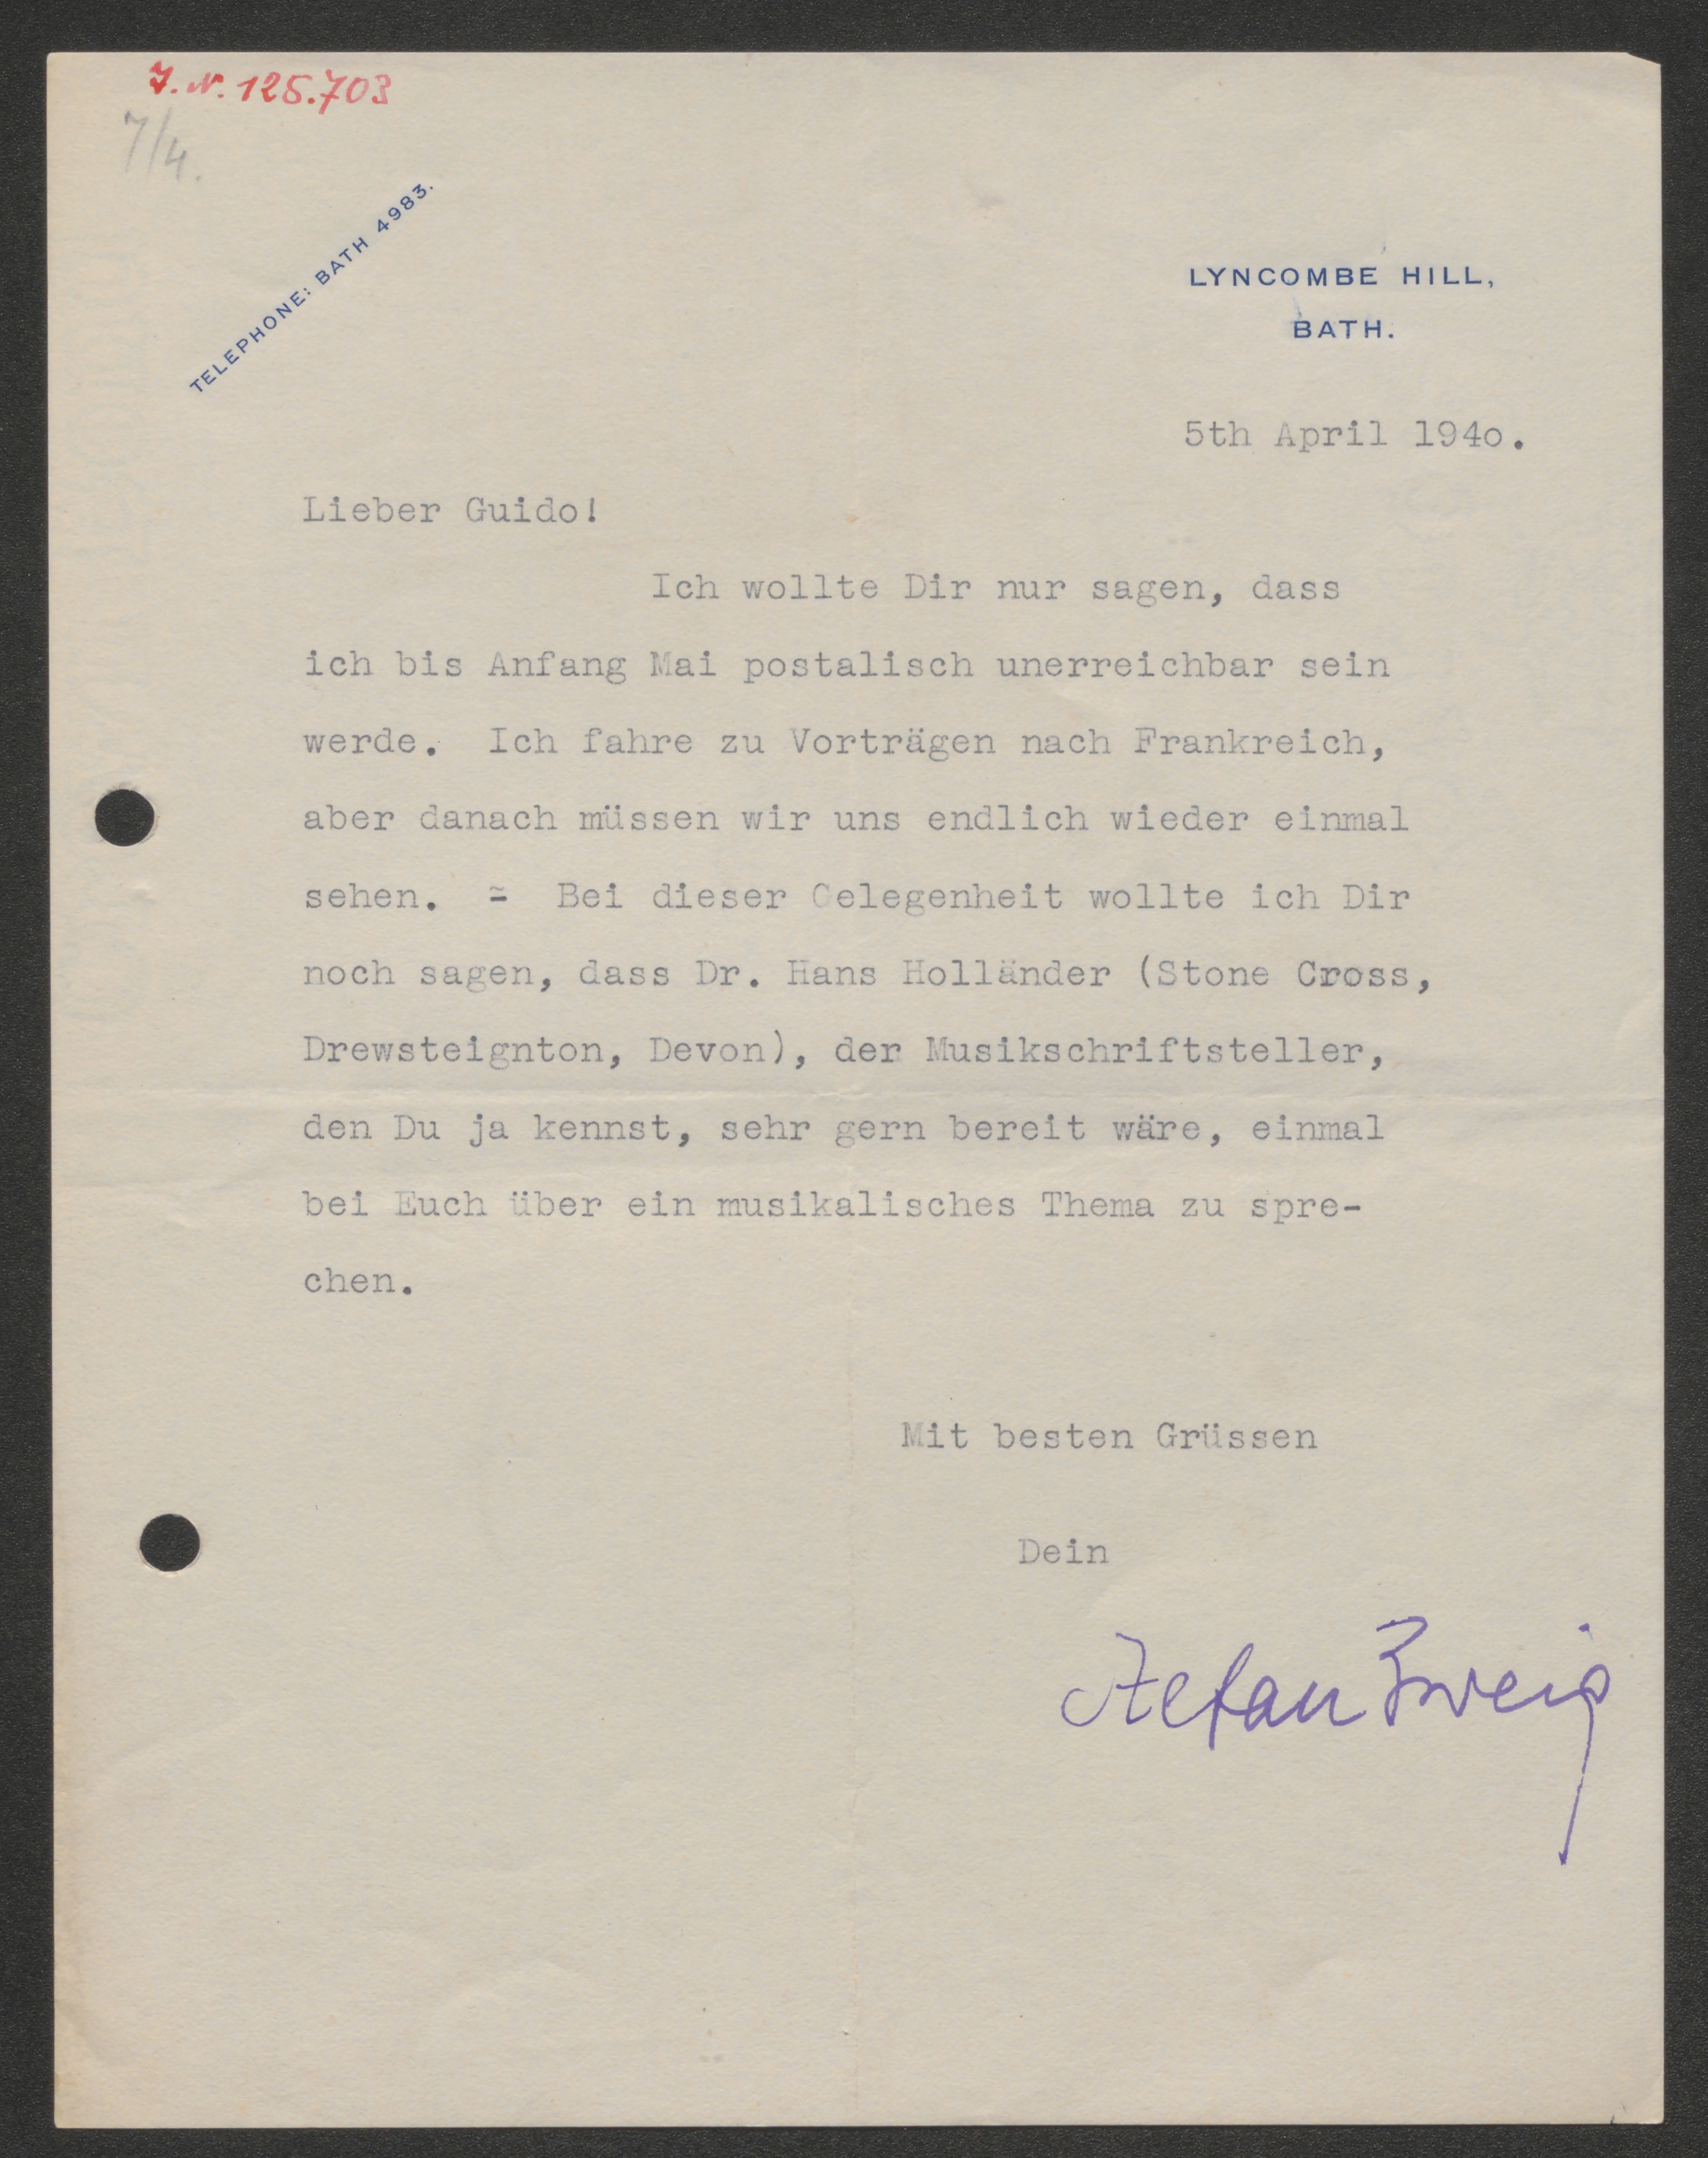 J.N. 125.703
7/4.
TELEPHONE: BATH 4983.
LYNCOMBE HILL,
BATH.
5th April 194o.
Lieber Guido!
Ich wollte Dir nur sagen, dass
ich bis Anfang Mai postalisch unerreichbar sein
werde. Ich fahre zu Vorträgen nach Frankreich,
aber danach müssen wir uns endlich wieder einmal
sehen. - Bei dieser Gelegenheit wollte ich Dir
noch sagen, dass Dr. Hans Holländer (Stone Cross,
Drewsteignton, Devon), der Musikschriftsteller,
den Du ja kennst, sehr gern bereit wäre, einmal
bei Euch über ein musikalisches Thema zu spre-
chen.
Mit besten Grüssen
Dein
Stefan Zweig